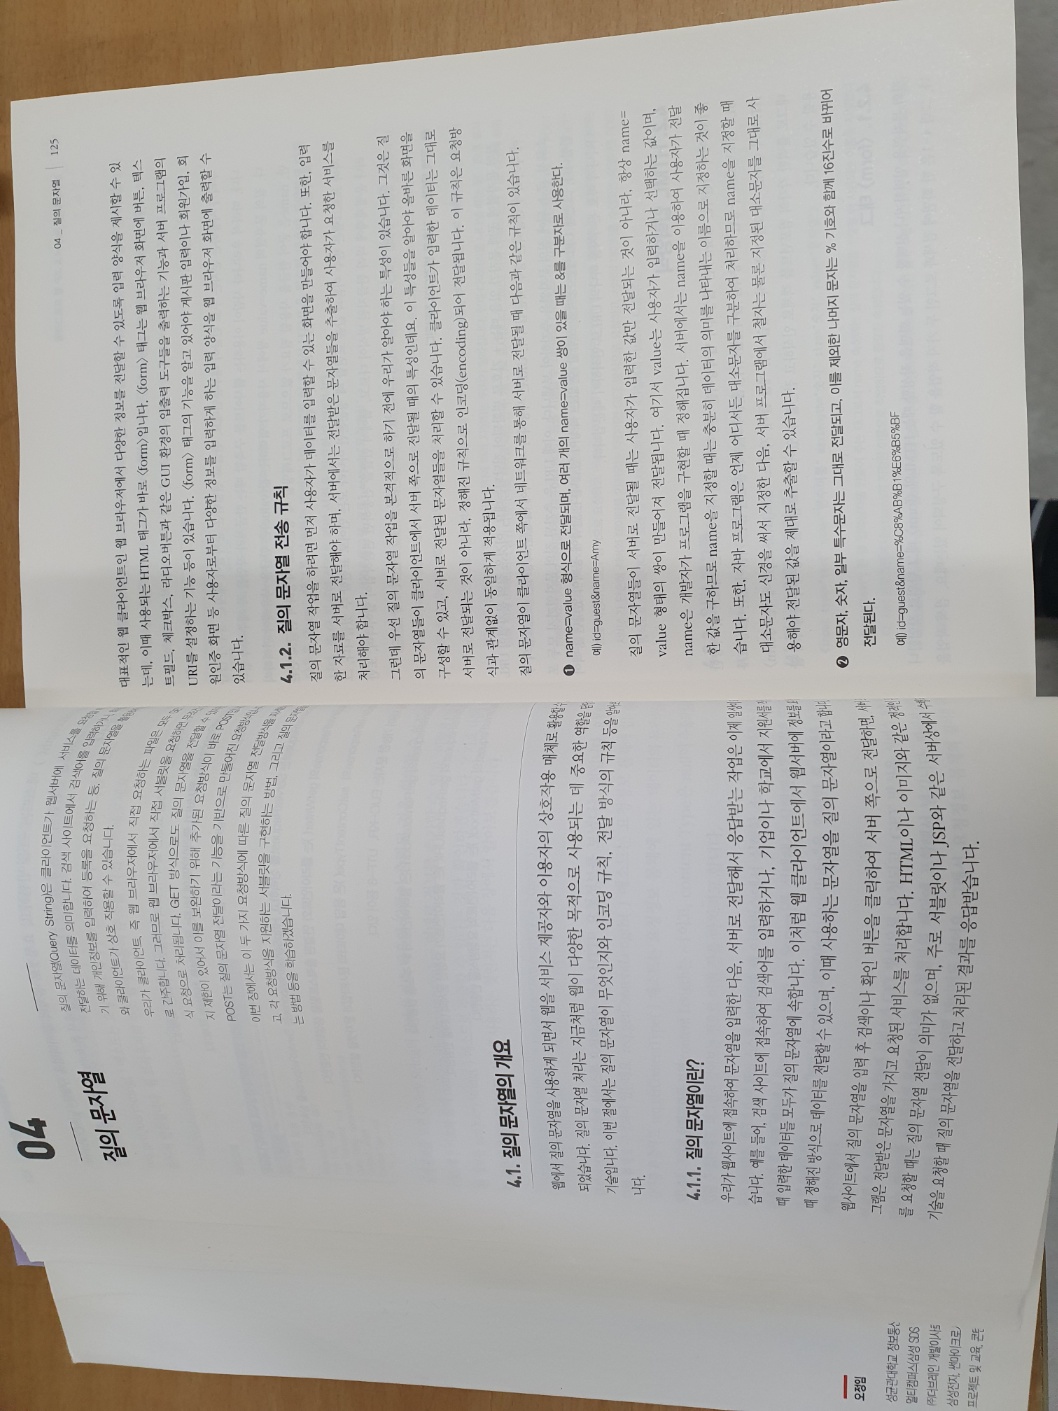 04
질의 문자열
질의 문자열(Query String)은 클라이언트가 웹서버에 서비스를
전달하는 데이터를 의미합니다. 검색 사이트에서 검색어를 입력하거나
기 위해 개인정보를 입력하여 등록을 요청하는 등, 질의 문자열을
와 클라이언트가 상호 작용할 수 있습니다.
우리가 클라이언트, 즉 웹 브라우저에서 직접 요청하는 파일은 모두
로 간주합니다. 그러므로 웹 브라우저에서 직접 서블릿을 요청하면
식 요청으로 처리됩니다. GET 방식으로도 질의 문자열을 전달할 수
지 제한이 있어서 이를 보완하기 위해 추가된 요청방식이 바로 POST
POST는 질의 문자열 전달이라는 기능을 기반으로 만들어진 요청방식
이번 장에서는 이 두 가지 요청방식에 따른 질의 문자열 전달방식을
고, 각 요청방식을 지원하는 서블릿을 구현하는 방법, 그리고 질의 문자열
는 방법 등을 학습하겠습니다.
4.1. 질의 문자열의 개요
웹에서 질의 문자열을 사용하게 되면서 웹을 서비스 제공자와 이용자의 상호작용 매체로 활용할 수
되었습니다. 질의 문자열 처리는 지금처럼 웹이 다양한 목적으로 사용되는 데 중요한 역할을
기술입니다. 이번 절에서는 질의 문자열이 무엇인지와 인코딩 규칙, 전달 방식의 규칙 등을
니다.
4.1.1. 질의 문자열이란?
우리가 웹사이트에 접속하여 문자열을 입력한 다음, 서버로 전달해서 응답받는 작업은 이제
습니다. 예를 들어, 검색 사이트에 접속하여 검색어를 입력하거나, 기업이나 학교에서 지원서를
때 입력한 데이터들 모두가 질의 문자열에 속합니다. 이처럼 웹 클라이언트에서 웹서버에 정보를
때 정해진 방식으로 데이터를 전달할 수 있으며, 이때 사용하는 문자열을 질의 문자열이라고 합니다
웹사이트에서 질의 문자열을 입력 후 검색이나 확인 버튼을 클릭하여 서버 쪽으로 전달하면, 서버
그램은 전달받은 문자열을 가지고 요청된 서비스를 처리합니다. HTML이나 이미지와 같은 정적인
를 요청할 때는 질의 문자열 전달이 의미가 없으며, 주로 서블릿이나 JSP와 같은 서버상에서
기술을 요청할 때 질의 문자열을 전달하고 처리된 결과를 응답받습니다.
오정임
성균관대학교 정보통신
멀티캠퍼스(삼성 SDS
㈜더브레인 개발이사로
삼성전자, 썬마이크로
프로젝트 및 교육, 콘텐
04 _ 질의 문자열 125
대표적인 웹 클라이언트인 웹 브라우저에서 다양한 정보를 전달할 수 있도록 입력 양식을 제시할 수 있
는데, 이때 사용되는 HTML 태그가 바로 〈form〉입니다. 〈form〉 태그는 웹 브라우저 화면에 버튼, 텍스
트필드, 체크박스, 라디오버튼과 같은 GUI 환경의 입출력 도구들을 출력하는 기능과 서버 프로그램의
URI를 설정하는 기능 등이 있습니다. 〈form〉 태그의 기능을 알고 있어야 게시판 입력이나 회원가입, 회
원인증 화면 등 사용자로부터 다양한 정보를 입력하게 하는 입력 양식을 웹 브라우저 화면에 출력할 수
있습니다.
4.1.2. 질의 문자열 전송 규칙
질의 문자열 작업을 하려면 먼저 사용자가 데이터를 입력할 수 있는 화면을 만들어야 합니다. 또한, 입력
한 자료를 서버로 전달해야 하며, 서버에서는 전달받은 문자열들을 추출하여 사용자가 요청한 서비스를
처리해야 합니다.
그런데 우선 질의 문자열 작업을 본격적으로 하기 전에 우리가 알아야 하는 특성이 있습니다. 그것은 질
의 문자열들이 클라이언트에서 서버 쪽으로 전달될 때의 특성인데요. 이 특성들을 알아야 올바른 화면을
구성할 수 있고, 서버로 전달된 문자열들을 처리할 수 있습니다. 클라이언트가 입력한 데이터는 그대로
서버로 전달되는 것이 아니라, 정해진 규칙으로 인코딩(encoding)되어 전달됩니다. 이 규칙은 요청방
식과 관계없이 동일하게 적용됩니다.
질의 문자열이 클라이언트 쪽에서 네트워크를 통해 서버로 전달될 때 다음과 같은 규칙이 있습니다.
❶ name=value 형식으로 전달되며, 여러 개의 name=value 쌍이 있을 때는 &를 구분자로 사용한다.
예) id=guest&name=Amy
질의 문자열들이 서버로 전달될 때는 사용자가 입력한 값만 전달되는 것이 아니라, 항상 name=
value 형태의 쌍이 만들어져 전달됩니다. 여기서 value는 사용자가 입력하거나 선택하는 값이며,
name은 개발자가 프로그램을 구현할 때 정해집니다. 서버에서는 name을 이용하여 사용자가 전달
한 값을 구하므로 name을 지정할 때는 충분히 데이터의 의미를 나타내는 이름으로 지정하는 것이 좋
습니다. 또한, 자바 프로그램은 언제 어디서든 대소문자를 구분하여 처리하므로 name을 지정할 때
대소문자도 신경을 써서 지정한 다음, 서버 프로그램에서 철자는 물론 지정된 대소문자를 그대로 사
용해야 전달된 값을 제대로 추출할 수 있습니다.
❷ 영문자, 숫자, 일부 특수문자는 그대로 전달되고, 이를 제외한 나머지 문자는 % 기호와 함께 16진수로 바뀌어
전달된다.
예) id=guest&name=%C8%AB%B1%E6%B5%BF